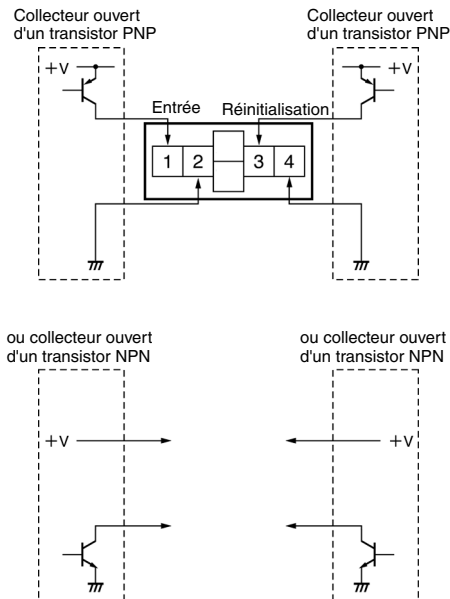 Collecteur ouvert
d'un transistor PNP
Collecteur ouvert
d'un transistor PNP
+V
+V
Entrée
Réinitialisation
1 2 3 4
ou collecteur ouvert
d'un transistor NPN
ou collecteur ouvert
d'un transistor NPN
+V
+V